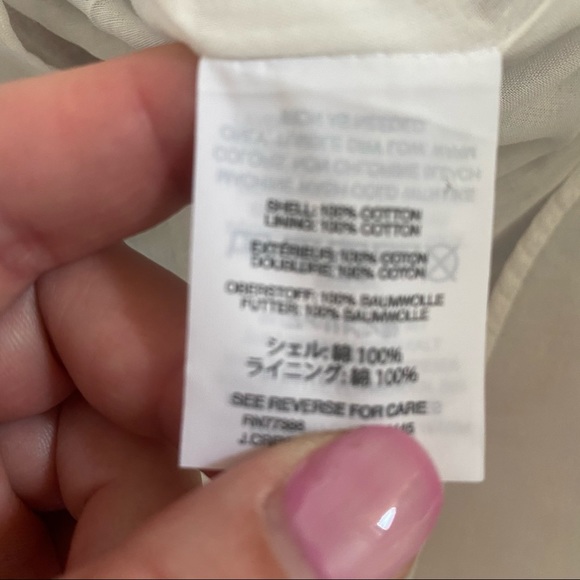 SHELL: 100% COTTON
LINING: 100% COTTON
EXTÉRIEUR: 100% COTON
DOUBLURE: 100% COTON
OBERSTOFF: 100% BAUMWOLLE
FUTTER: 100% BAUMWOLLE
シェル: 綿 100%
ライニング: 綿 100%
SEE REVERSE FOR CARE